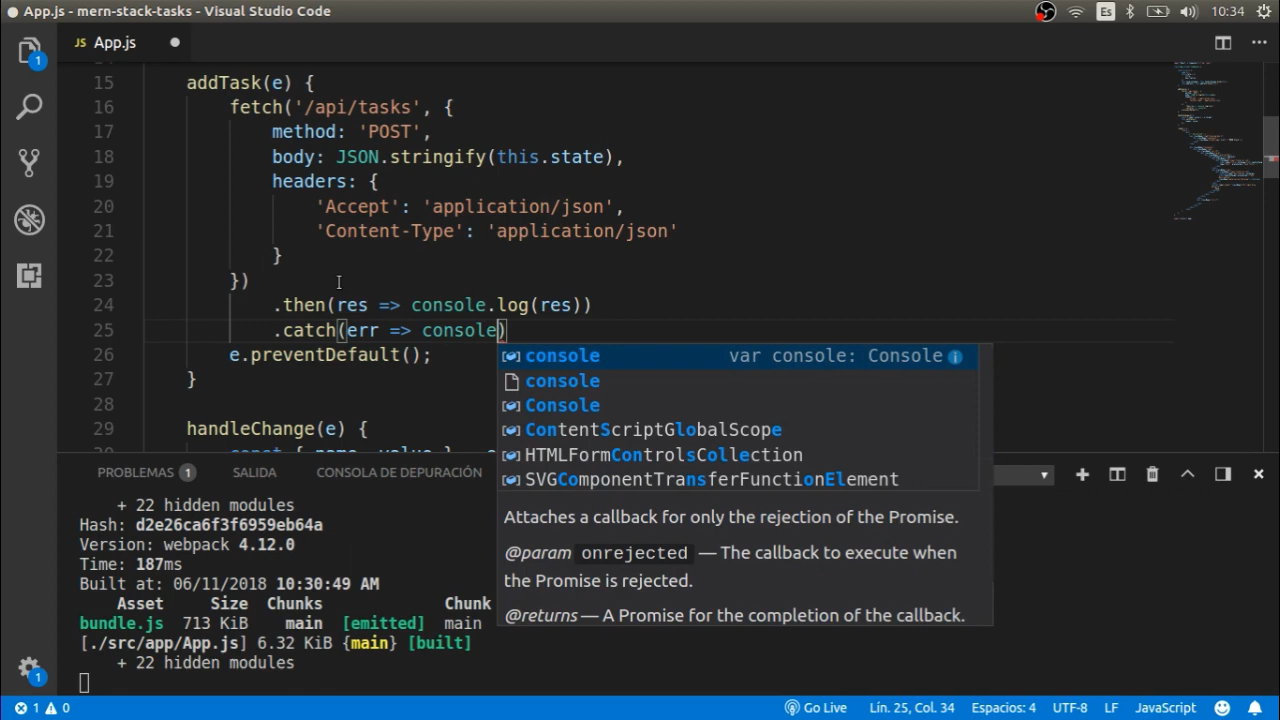 App.js - mern-stack-tasks - Visual Studio Code
Es
10:34
1
JS App.js
15 addTask(e) {
16 fetch('/api/tasks', {
17 method: 'POST',
18 body: JSON.stringify(this.state),
19 headers: {
20 'Accept': 'application/json',
21 'Content-Type': 'application/json'
22 }
23 })
24 .then(res => console.log(res))
25 .catch(err => console)
26 e.preventDefault();
27 }
28
29 handleChange(e) {
console var console: Console
console
Console
ContentScriptGlobalScope
HTMLFormControlsCollection
SVGComponentTransferFunctionElement
Attaches a callback for only the rejection of the Promise.
@param onrejected — The callback to execute when
the Promise is rejected.
@returns — A Promise for the completion of the callback.
PROBLEMAS 1 SALIDA CONSOLA DE DEPURACIÓN
+ 22 hidden modules
Hash: d2e26ca6f3f6959eb64a
Version: webpack 4.12.0
Time: 187ms
Built at: 06/11/2018 10:30:49 AM
Asset Size Chunks Chunk
bundle.js 713 KiB main [emitted] main
[./src/app/App.js] 6.32 KiB {main} [built]
+ 22 hidden modules
1
1 0 Go Live Lín. 25, Col. 34 Espacios: 4 UTF-8 LF JavaScript